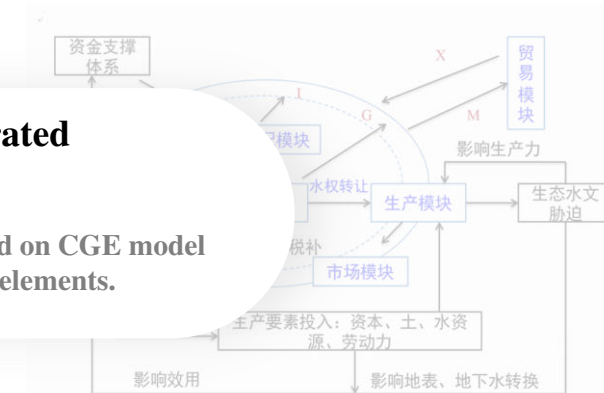 资金支撑
体系
X
贸
易
模
块
I
rated
G
M
模块
影响生产力
水权转让
生产模块
生态水文
胁迫
d on CGE model
税补
elements.
市场模块
生产要素投入：资本、土、水资
源、劳动力
影响效用
影响地表、地下水转换